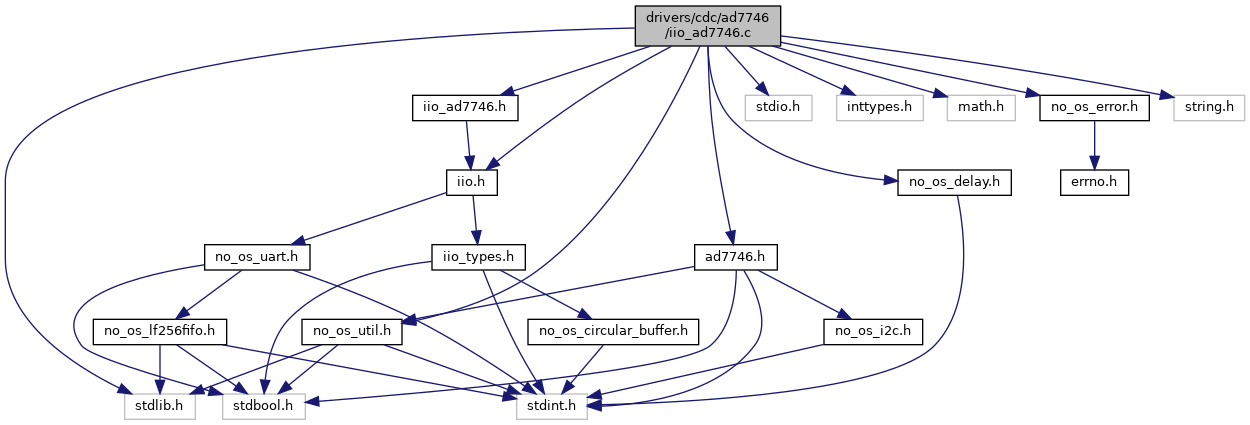 drivers/cdc/ad7746
/iio_ad7746.c
iio_ad7746.h
stdio.h
inttypes.h
math.h
no_os_error.h
string.h
iio.h
no_os_delay.h
errno.h
no_os_uart.h
iio_types.h
ad7746.h
no_os_lf256fifo.h
no_os_util.h
no_os_circular_buffer.h
no_os_i2c.h
stdlib.h
stdbool.h
stdint.h